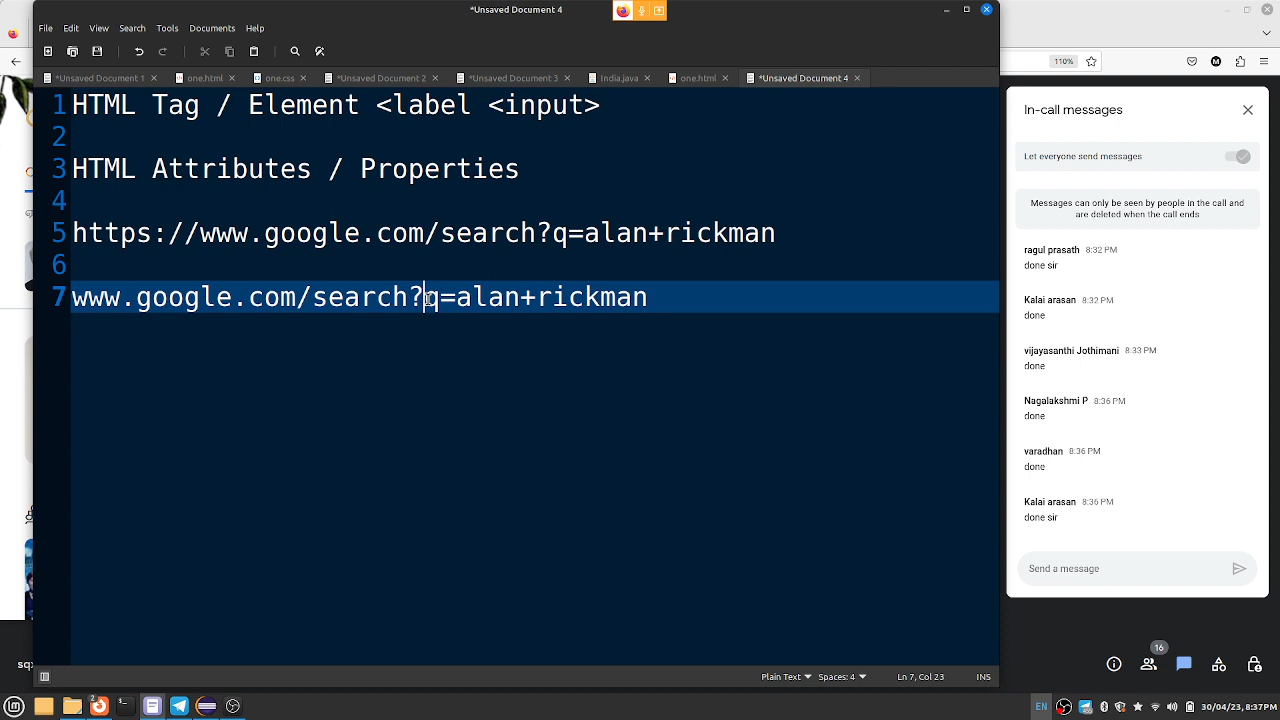 *Unsaved Document 4
File Edit View Search Tools Documents Help
*Unsaved Document 1 one.html one.css *Unsaved Document 2 *Unsaved Document 3 India.java one.html *Unsaved Document 4
1 HTML Tag / Element <label <input>
2
3 HTML Attributes / Properties
4
5 https://www.google.com/search?q=alan+rickman
6
7 www.google.com/search?q=alan+rickman
Plain Text Spaces: 4 Ln 7, Col 23 INS
110%
In-call messages
Let everyone send messages
Messages can only be seen by people in the call and
are deleted when the call ends
ragul prasath 8:32 PM
done sir
Kalai arasan 8:32 PM
done
vijayasanthi Jothimani 8:33 PM
done
Nagalakshmi P 8:36 PM
done
varadhan 8:36 PM
done
Kalai arasan 8:36 PM
done sir
Send a message
16
sqx
2
EN 30/04/23, 8:37PM